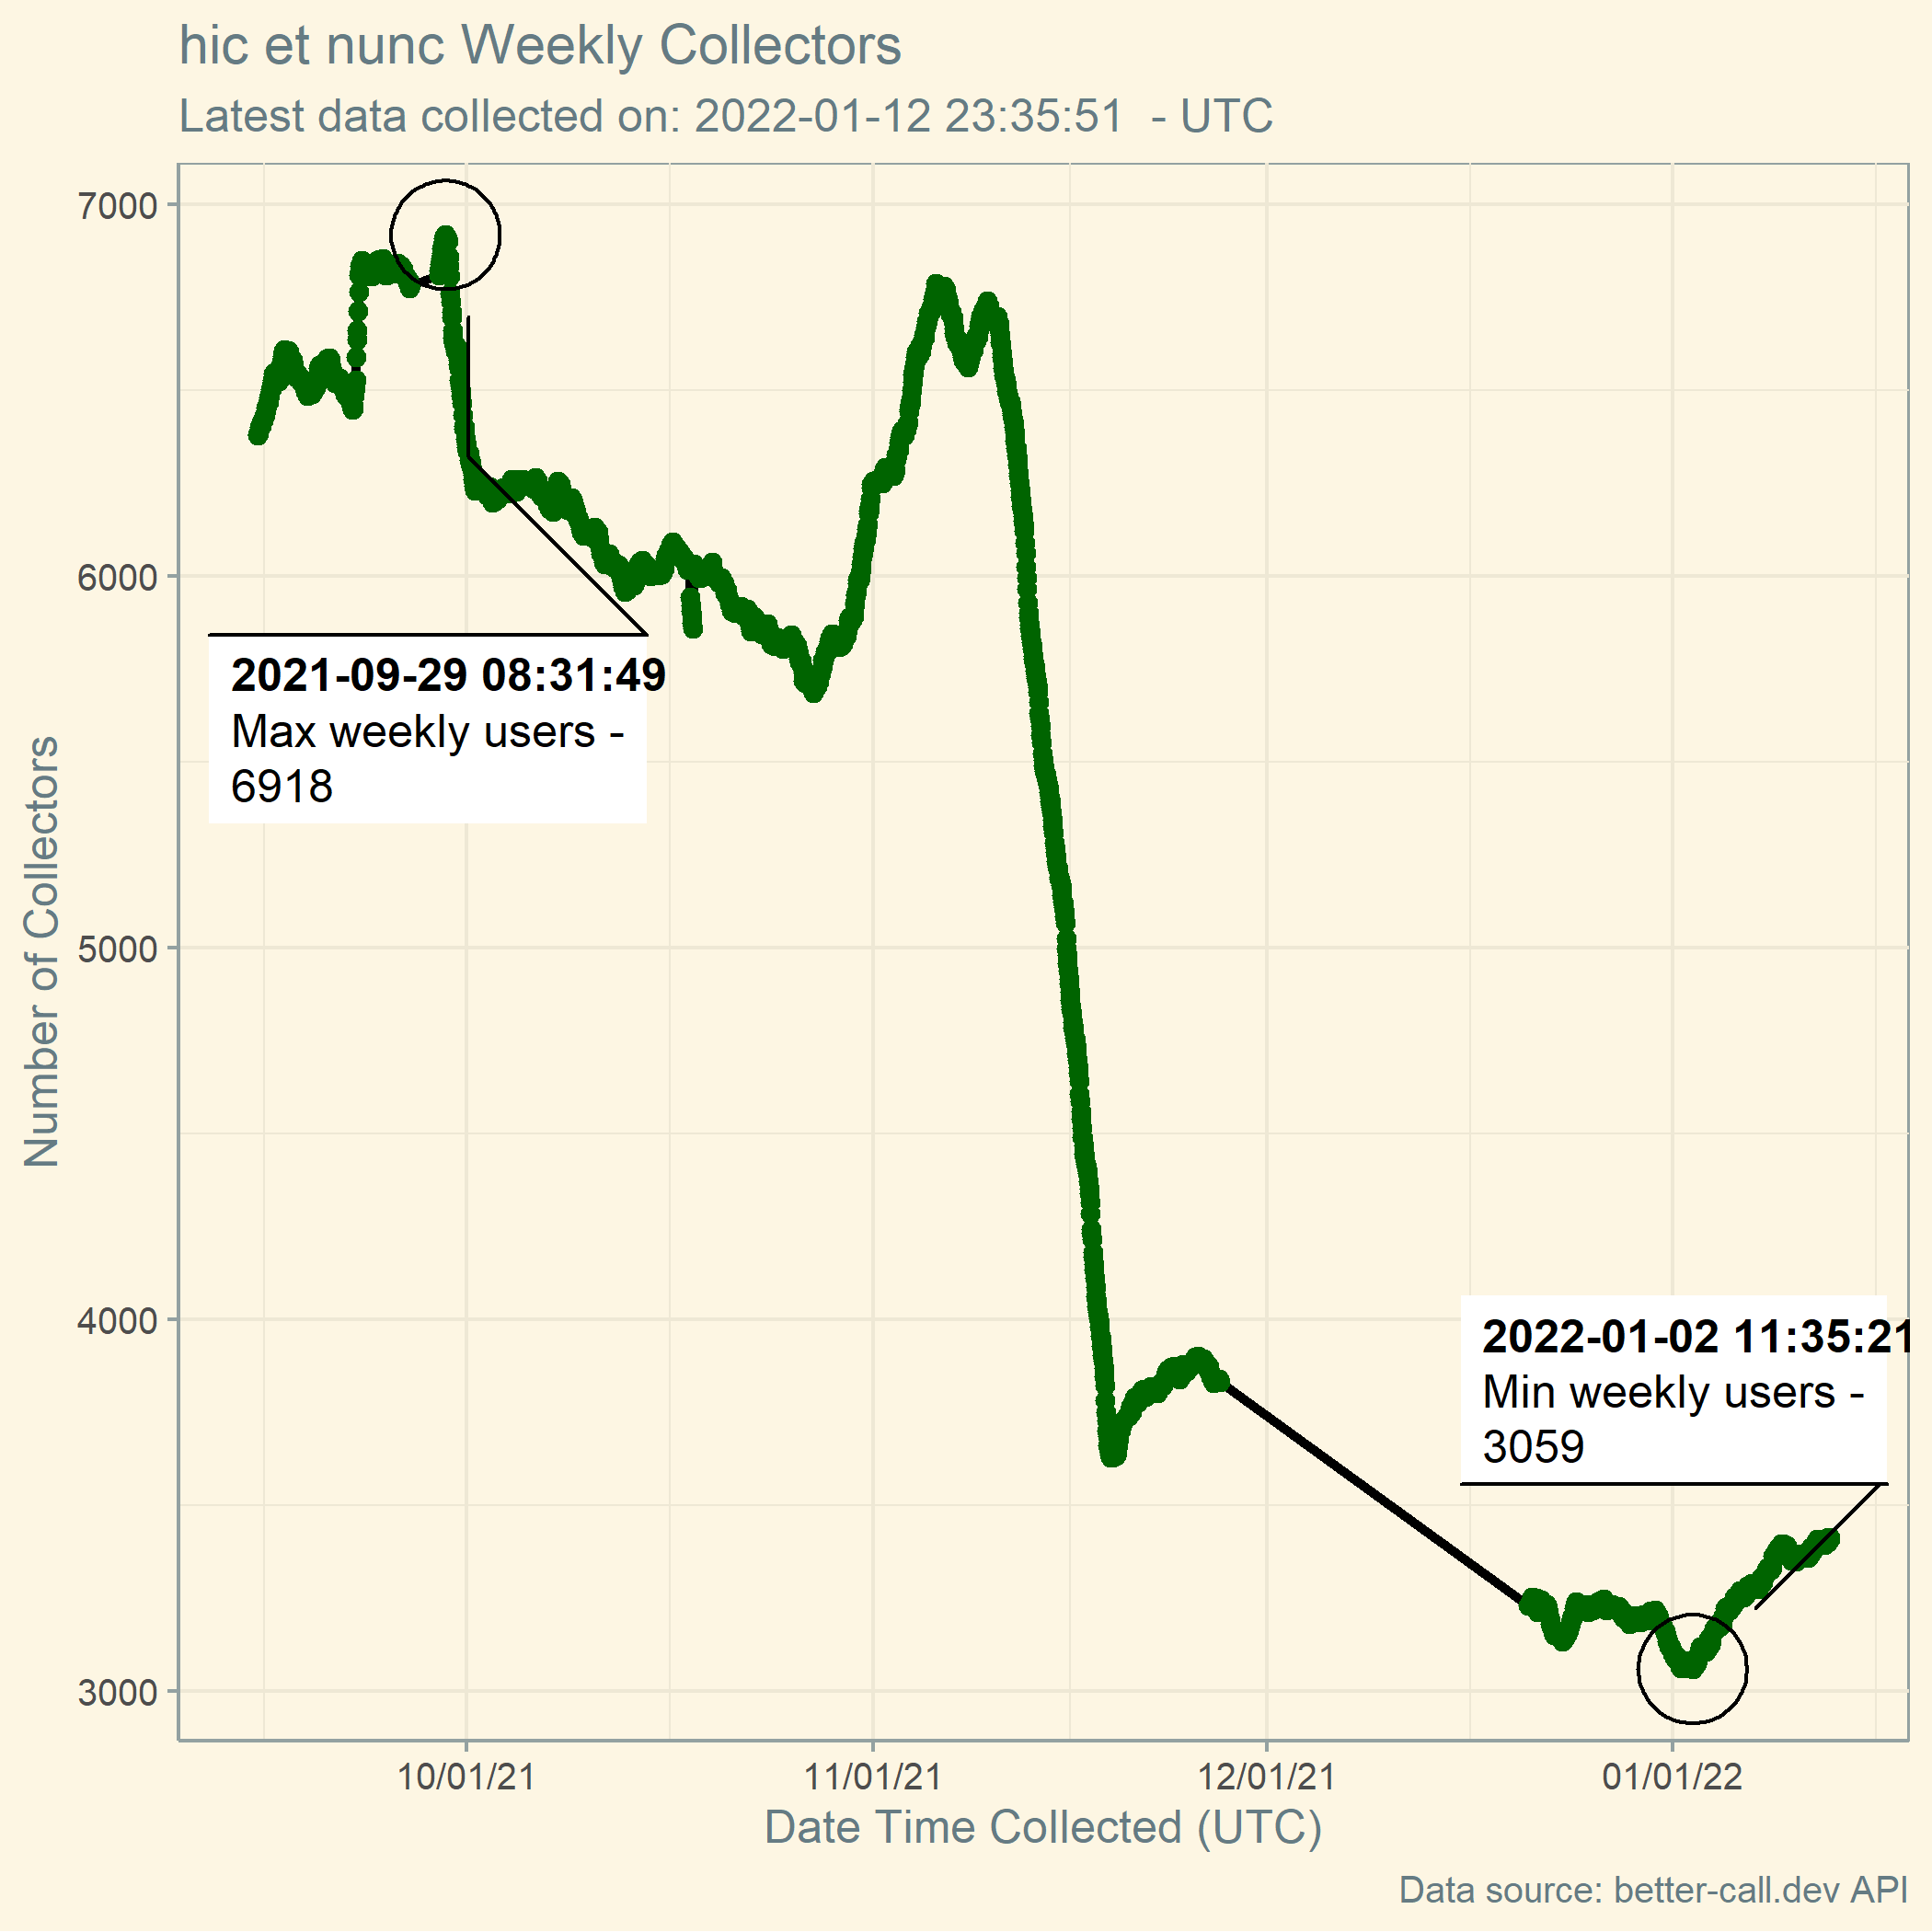 hic et nunc Weekly Collectors
Latest data collected on: 2022-01-12 23:35:51  - UTC
Number of Collectors
7000
6000
5000
4000
3000
2021-09-29 08:31:49
Max weekly users -
6918
2022-01-02 11:35:21
Min weekly users -
3059
10/01/21
11/01/21
12/01/21
01/01/22
Date Time Collected (UTC)
Data source: better-call.dev API